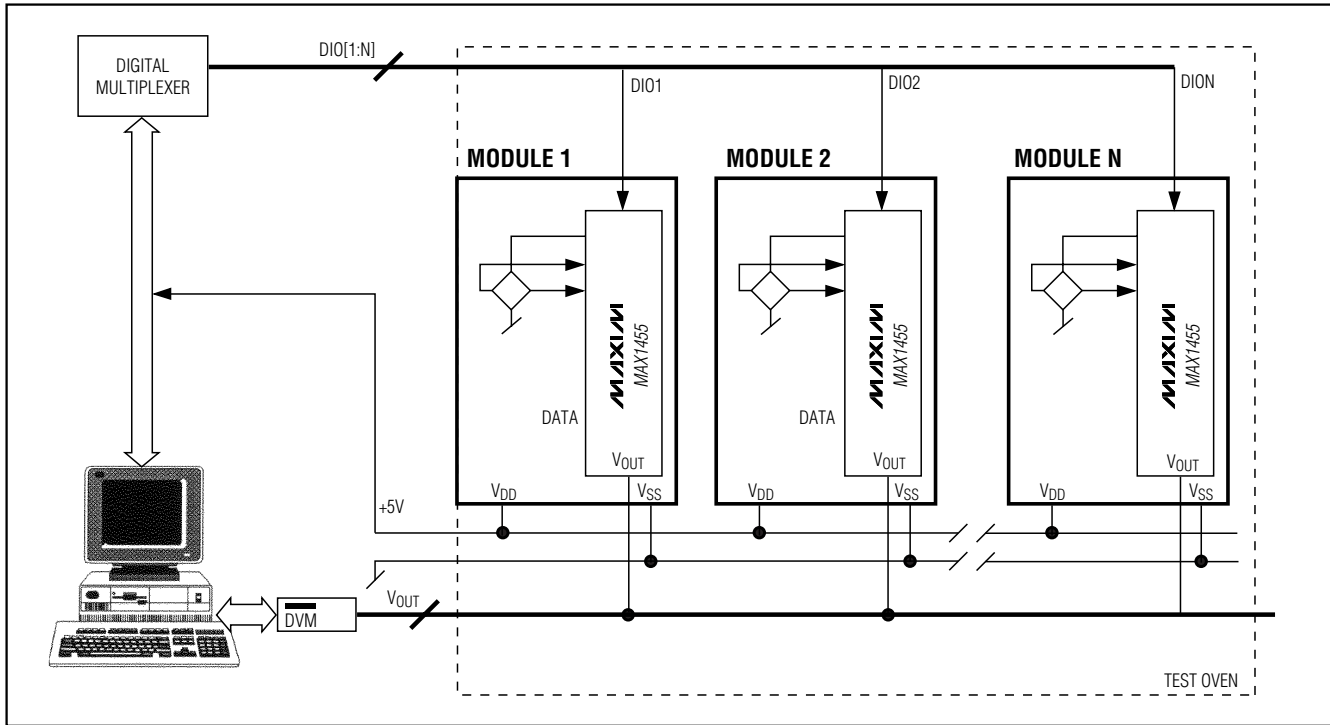 DIGITAL
MULTIPLEXER
DIO[1:N]
DIO1
DIO2
DION
MODULE 1
MODULE 2
MODULE N
MAXIM
MAX1455
MAXIM
MAX1455
MAXIM
MAX1455
DATA
DATA
VOUT
VOUT
VOUT
VDD
VSS
VDD
VSS
VDD
VSS
+5V
VOUT
DVM
TEST OVEN